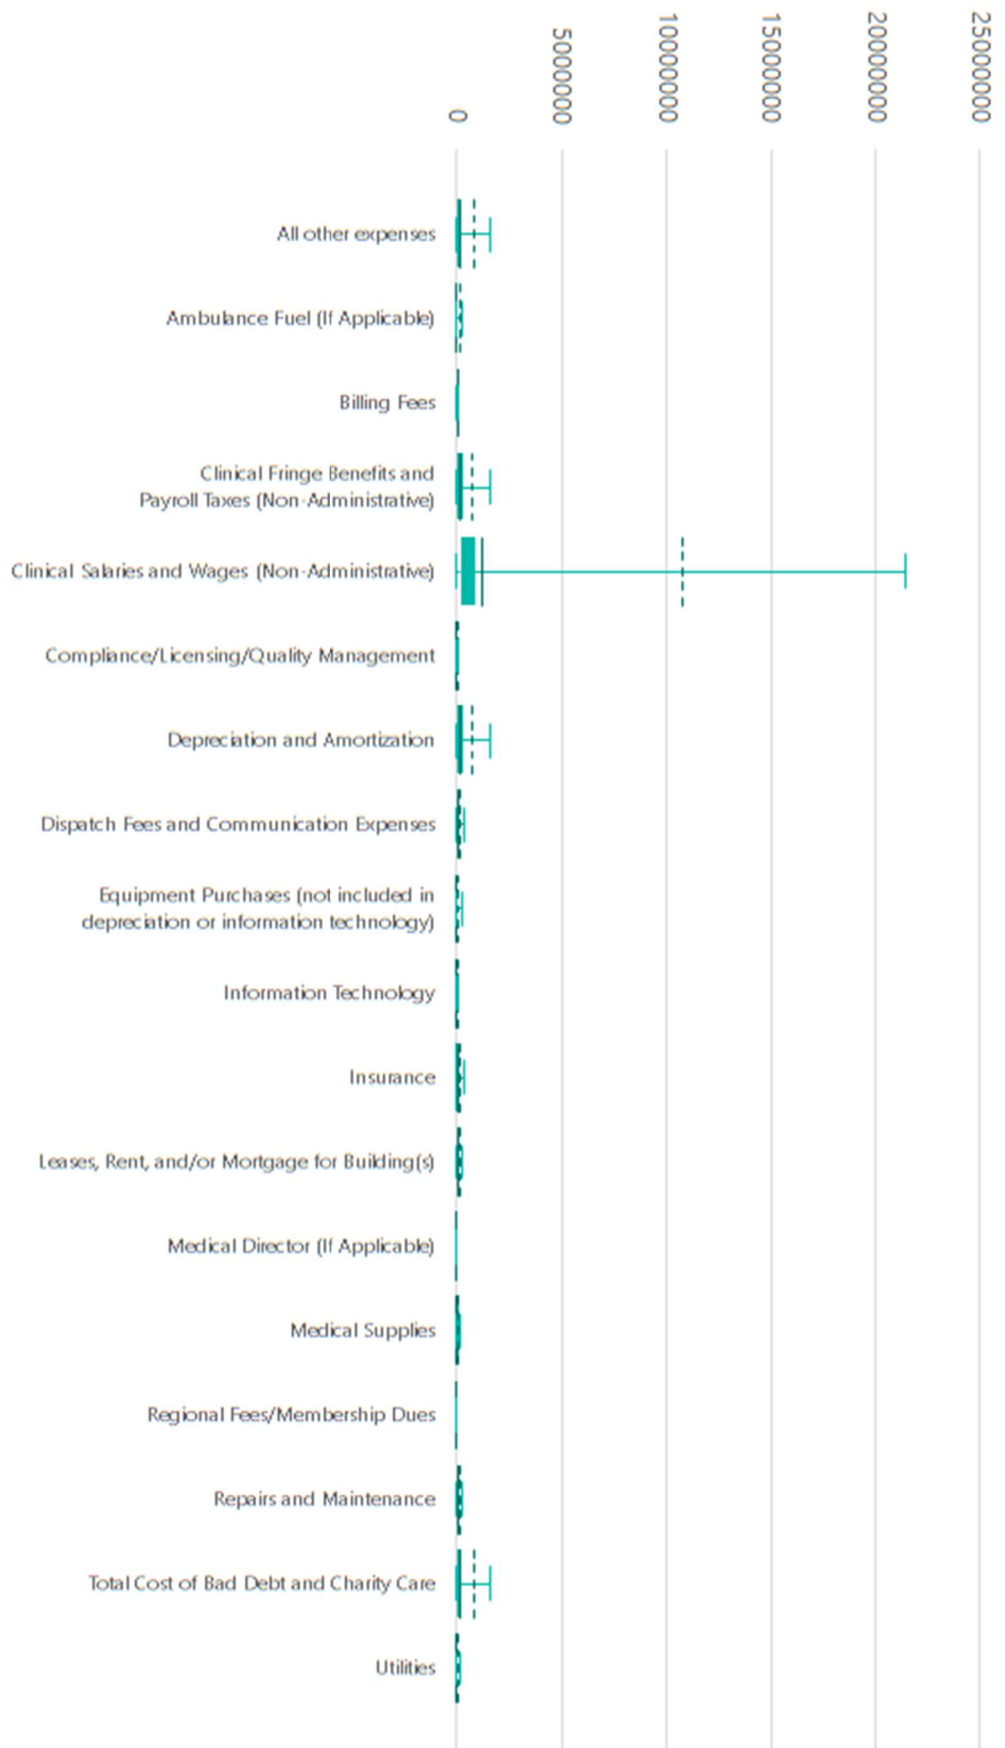 0
5000000
10000000
15000000
20000000
25000000
All other expenses
Ambulance Fuel (If Applicable)
Billing Fees
Clinical Fringe Benefits and
Payroll Taxes (Non-Administrative)
Clinical Salaries and Wages (Non-Administrative)
Compliance/Licensing/Quality Management
Depreciation and Amortization
Dispatch Fees and Communication Expenses
Equipment Purchases (not included in
depreciation or information technology)
Information Technology
Insurance
Leases, Rent, and/or Mortgage for Building(s)
Medical Director (If Applicable)
Medical Supplies
Regional Fees/Membership Dues
Repairs and Maintenance
Total Cost of Bad Debt and Charity Care
Utilities